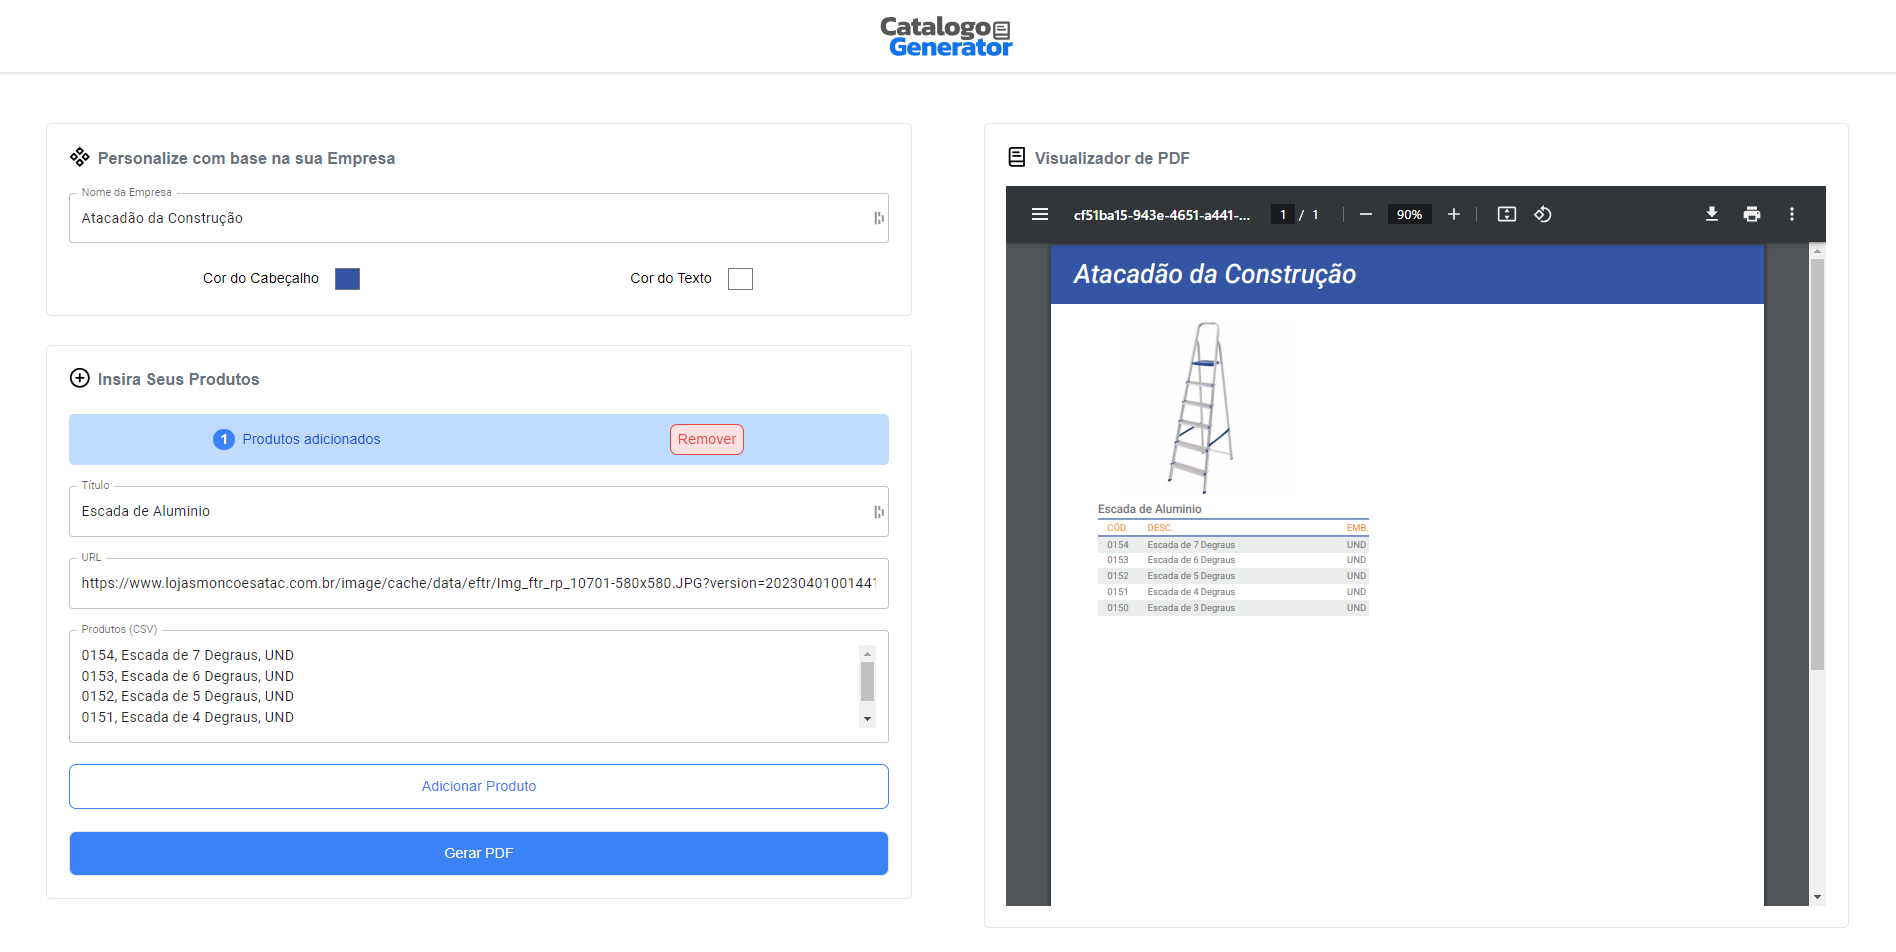 Catalogo
Generator
Personalize com base na sua Empresa
Nome da Empresa
Atacadão da Construção
Cor do Cabeçalho
Cor do Texto
Insira Seus Produtos
1 Produtos adicionados
Remover
Título
Escada de Aluminio
URL
https://www.lojasmoncoesatac.com.br/image/cache/data/eftr/Img_ftr_rp_10701-580x580.JPG?version=20230401001441
Produtos (CSV)
0154, Escada de 7 Degraus, UND
0153, Escada de 6 Degraus, UND
0152, Escada de 5 Degraus, UND
0151, Escada de 4 Degraus, UND
Adicionar Produto
Gerar PDF
Visualizador de PDF
cf51ba15-943e-4651-a441-... 1 / 1 90%
Atacadão da Construção
Escada de Aluminio
CÓD. DESC. EMB.
0154 Escada de 7 Degraus UND
0153 Escada de 6 Degraus UND
0152 Escada de 5 Degraus UND
0151 Escada de 4 Degraus UND
0150 Escada de 3 Degraus UND